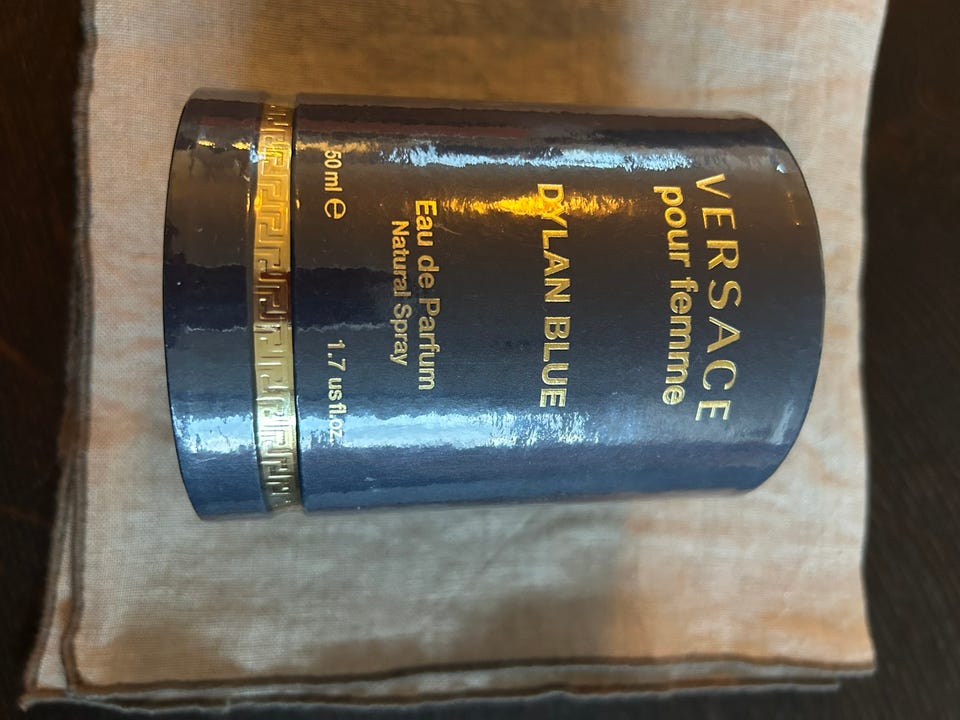 VERSACE
pour femme
DYLAN BLUE
Eau de Parfum
Natural Spray
50 ml ℮ 1.7 us fl.oz